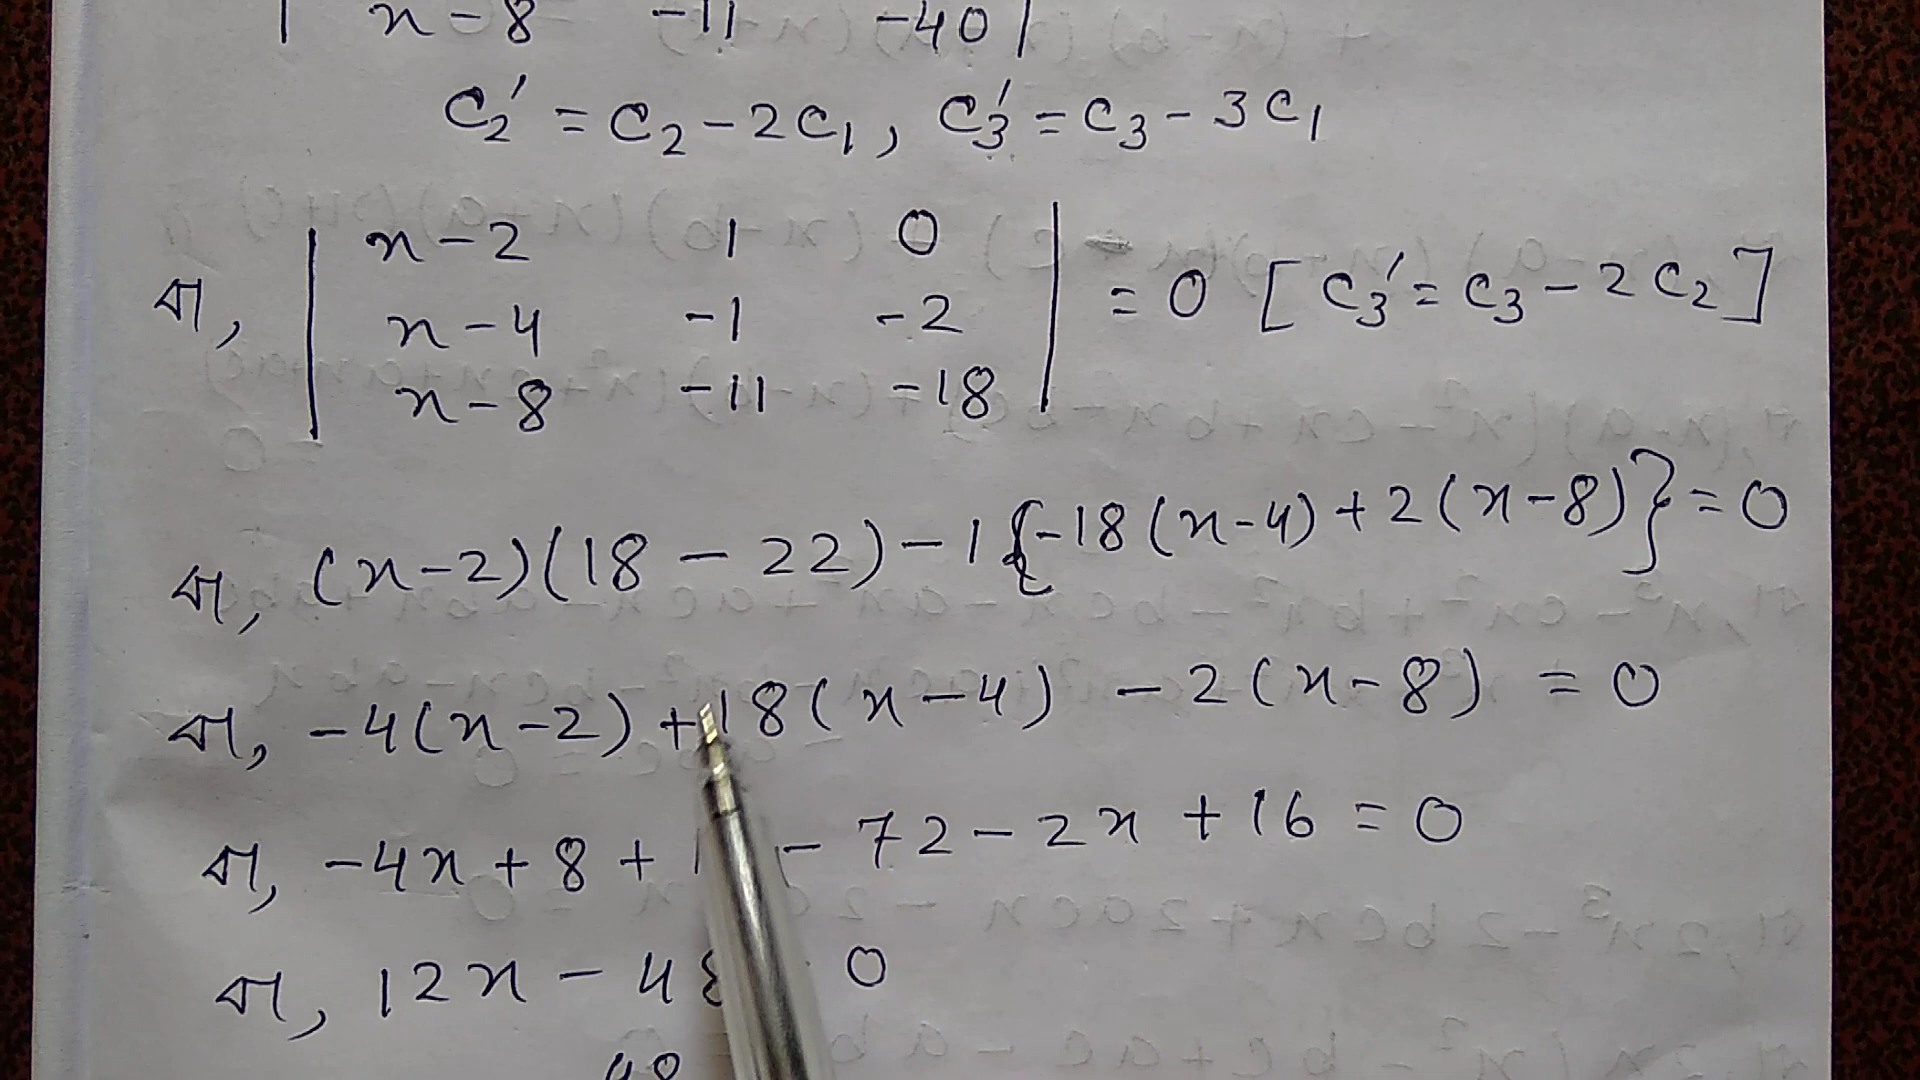 | x-8 -11 -40 |
C₂' = C₂ - 2C₁, C₃' = C₃ - 3C₁
বা, | x-2 1 0 |
| x-4 -1 -2 | = 0 [C₃' = C₃ - 2C₂]
| x-8 -11 -18 |
বা, (x-2)(18 - 22) - 1{-18(x-4) + 2(x-8)} = 0
বা, -4(x-2) + 18(x-4) - 2(x-8) = 0
বা, -4x + 8 + - 72 - 2x + 16 = 0
বা, 12x - 48 0
48